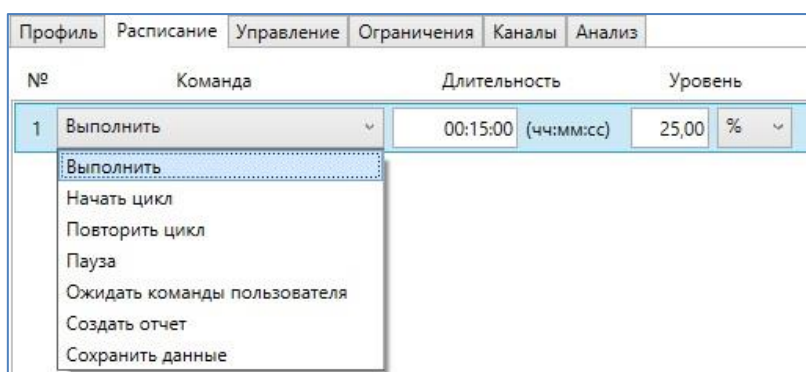 Профиль Расписание Управление Ограничения Каналы Анализ
№ Команда Длительность Уровень
1 Выполнить 00:15:00 (чч:мм:сс) 25,00 %
Выполнить
Начать цикл
Повторить цикл
Пауза
Ожидать команды пользователя
Создать отчет
Сохранить данные